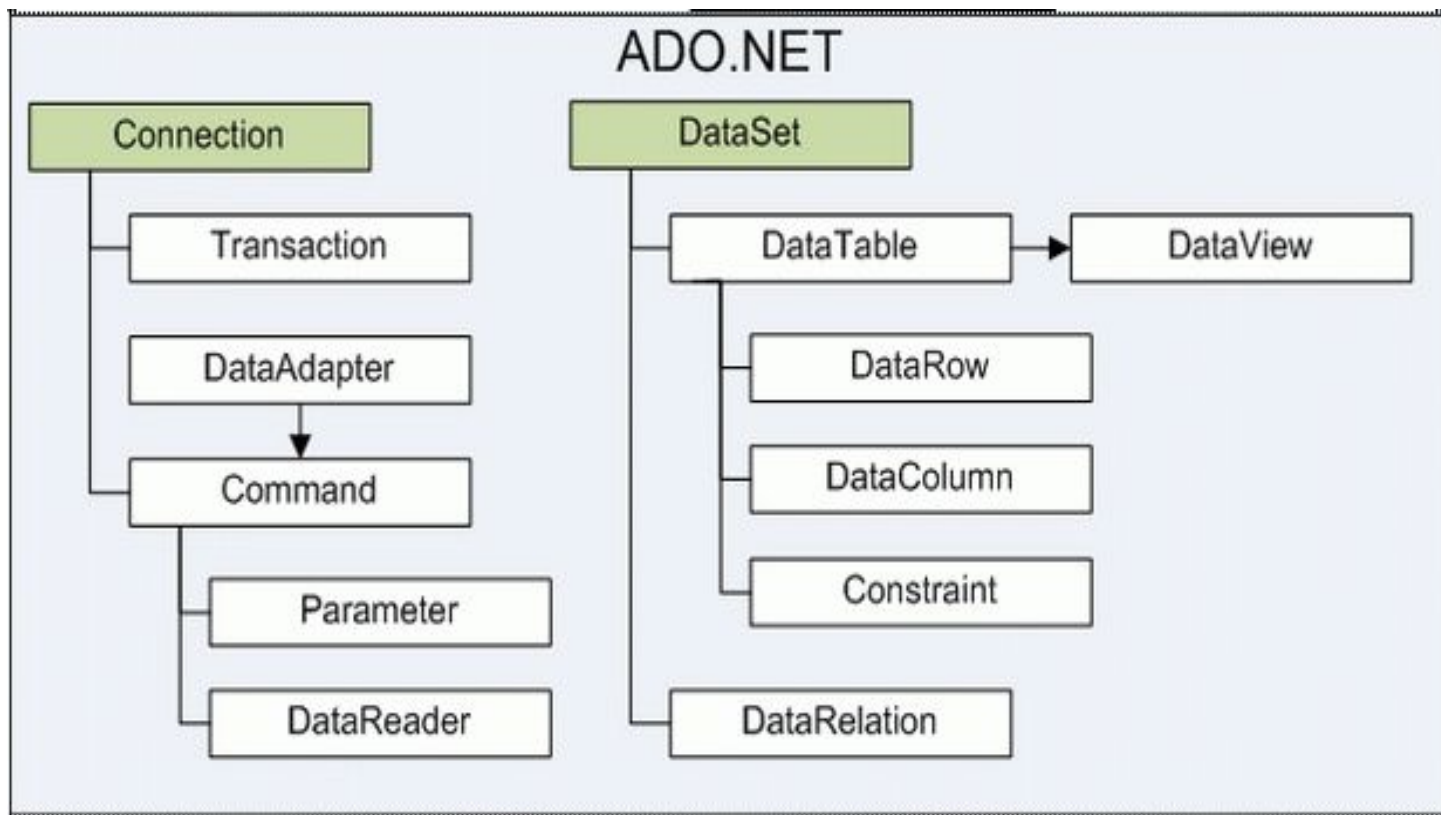 ADO.NET
Connection
Transaction
DataAdapter
Command
Parameter
DataReader
DataSet
DataTable
DataView
DataRow
DataColumn
Constraint
DataRelation